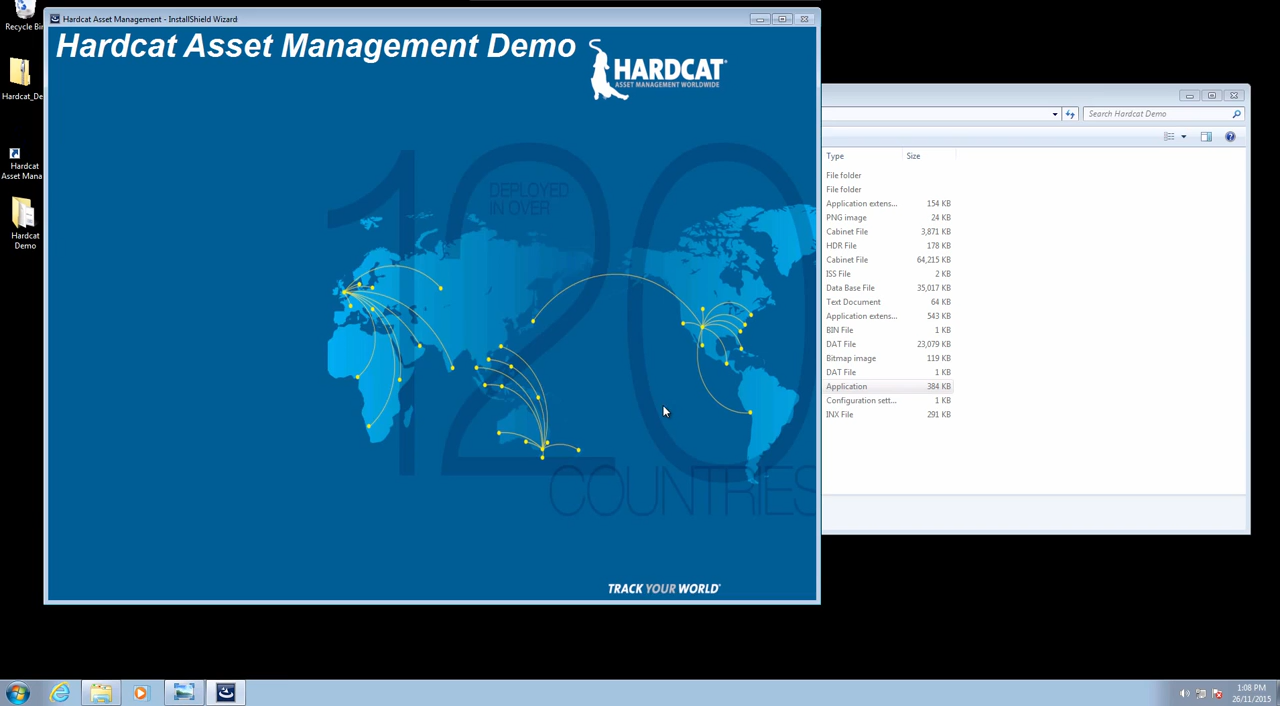 Recycle Bin
Hardcat_De
Hardcat
Asset Mana
Hardcat
Demo
Hardcat Asset Management - InstallShield Wizard
Hardcat Asset Management Demo
HARDCAT
ASSET MANAGEMENT WORLDWIDE
120
DEPLOYED
IN OVER
COUNTRIES
TRACK YOUR WORLD
Search Hardcat Demo
Type Size
File folder
File folder
Application extens... 154 KB
PNG image 24 KB
Cabinet File 3,871 KB
HDR File 178 KB
Cabinet File 64,215 KB
ISS File 2 KB
Data Base File 35,017 KB
Text Document 64 KB
Application extens... 543 KB
BIN File 1 KB
DAT File 23,079 KB
Bitmap image 119 KB
DAT File 1 KB
Application 384 KB
Configuration sett... 1 KB
INX File 291 KB
1:08 PM
26/11/2015